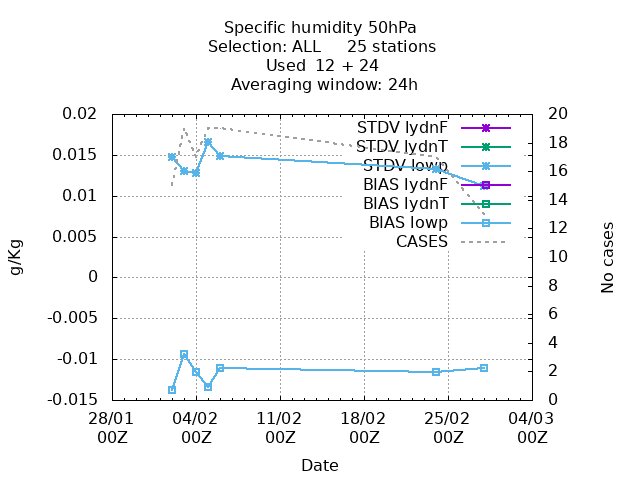 Specific humidity 50hPa
Selection: ALL     25 stations
Used  12 + 24
Averaging window: 24h
0.02
0.015
0.01
0.005
0
-0.005
-0.01
-0.015
g/Kg
STDV lydnF
STDV lydnT
STDV lowp
BIAS lydnF
BIAS lydnT
BIAS lowp
CASES
20
18
16
14
12
10
8
6
4
2
0
No cases
28/01 04/02 11/02 18/02 25/02 04/03
00Z 00Z 00Z 00Z 00Z 00Z
Date